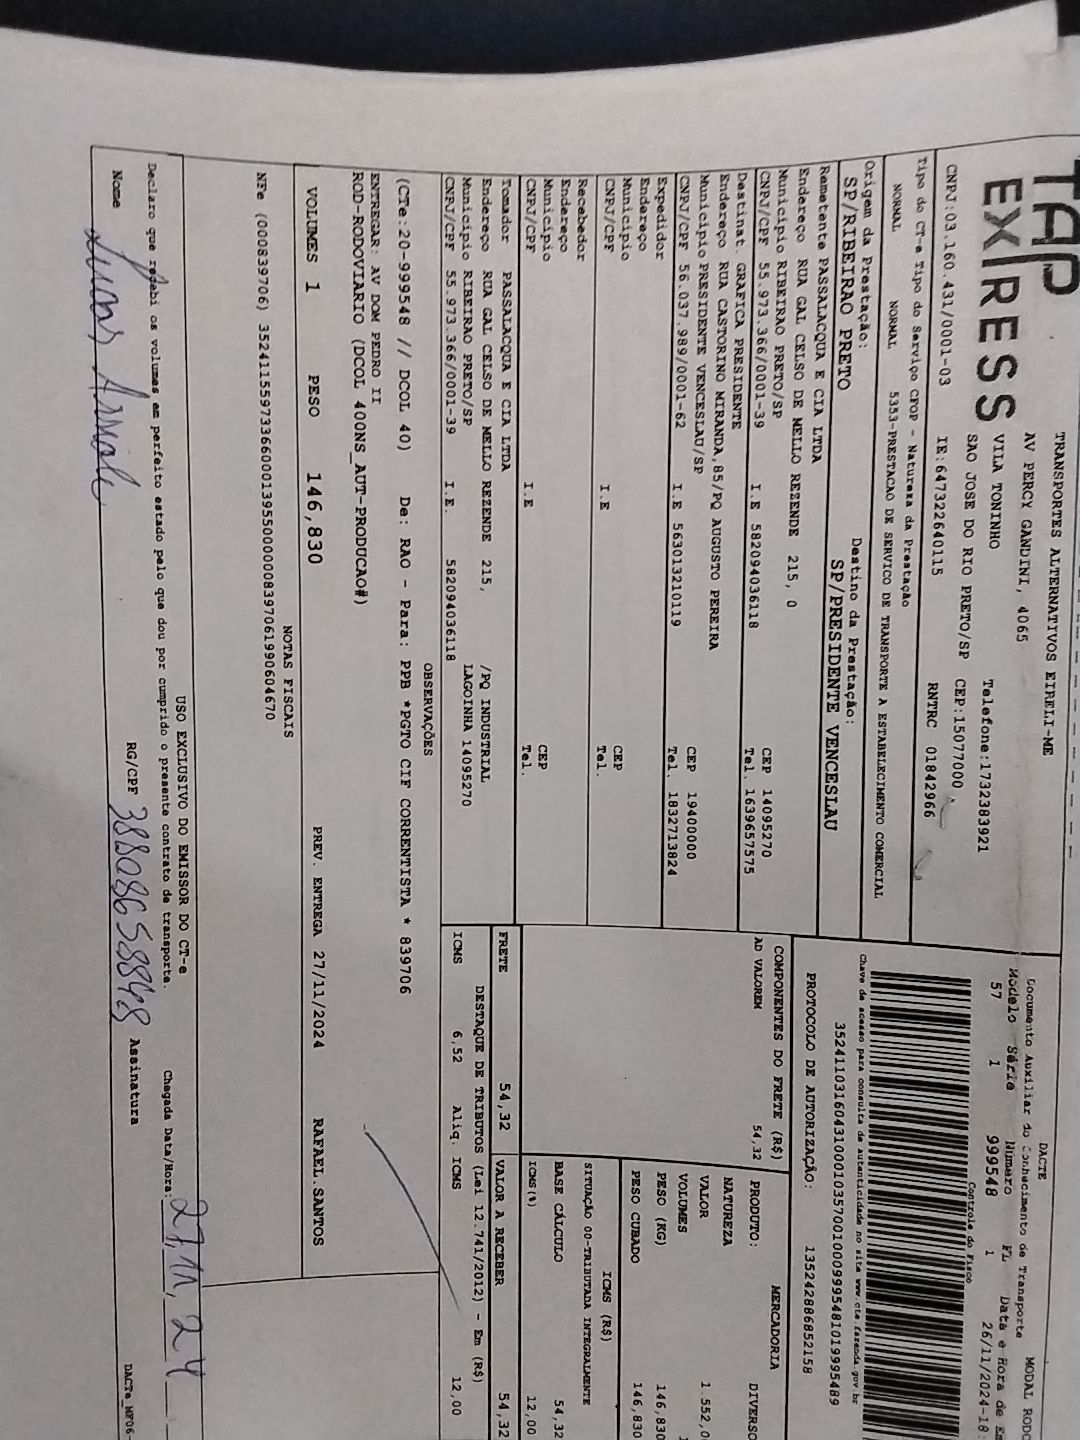 TAP EXPRESS
TRANSPORTES ALTERNATIVOS EIRELI-ME
AV PERCY GANDINI, 4065
VILA TONINHO Telefone:1732383921
SAO JOSE DO RIO PRETO/SP CEP:15077000
CNPJ:03.160.431/0001-03 IE:647322640115 RNTRC 01842966
Tipo do CT-e Tipo do Serviço CFOP - Natureza da Prestação
NORMAL NORMAL 5353-PRESTACAO DE SERVICO DE TRANSPORTE A ESTABELECIMENTO COMERCIAL
Origem da Prestação: Destino da Prestação:
SP/RIBEIRAO PRETO SP/PRESIDENTE VENCESLAU
Remetente PASSALACQUA E CIA LTDA
Endereço RUA GAL CELSO DE MELLO REZENDE 215, 0
Município RIBEIRAO PRETO/SP CEP 14095270
CNPJ/CPF 55.973.366/0001-39 I.E 582094036118 Tel. 1639657575
Destinat GRAFICA PRESIDENTE
Endereço RUA CASTORINO MIRANDA,85/PQ AUGUSTO PEREIRA
Município PRESIDENTE VENCESLAU/SP CEP 19400000
CNPJ/CPF 56.037.989/0001-62 I.E 563013210119 Tel. 1832713824
Expedidor
Endereço
Município CEP
CNPJ/CPF I.E Tel.
Recebedor
Endereço
Município CEP
CNPJ/CPF I.E Tel.
Tomador PASSALACQUA E CIA LTDA
Endereço RUA GAL CELSO DE MELLO REZENDE 215, /PQ INDUSTRIAL
Município RIBEIRAO PRETO/SP LAGOINHA 14095270
CNPJ/CPF 55.973.366/0001-39 I.E. 582094036118
DACTE
Documento Auxiliar do Conhecimento de Transporte MODAL RODO
Modelo Série Número FL Data e Hora de Em
57 1 999548 1 26/11/2024-18:
Controle do Fisco
Chave de acesso para consulta de autenticidade no site www.cte.fazenda.gov.br
35241103160431000103570010009995481019995489
PROTOCOLO DE AUTORIZAÇÃO: 135242886852158
COMPONENTES DO FRETE (R$)
AD VALOREM 54,32
PRODUTO: MERCADORIA
NATUREZA DIVERSO
VALOR 1.552,0
VOLUMES 1
PESO (KG) 146,830
PESO CUBADO 146,830
ICMS (R$)
SITUAÇÃO 00-TRIBUTADA INTEGRALMENTE
BASE CÁLCULO 54,32
ICMS(%) 12,00
FRETE 54,32 VALOR A RECEBER 54,32
DESTAQUE DE TRIBUTOS (Lei 12.741/2012) - Em (R$)
ICMS 6,52 Aliq. ICMS 12,00
OBSERVAÇÕES
(CTe:20-999548 // DCOL 40) De: RAO - Para: PPB *PGTO CIF CORRENTISTA * 839706
ENTREGAR: AV DOM PEDRO II
ROD-RODOVIARIO (DCOL 400NS_AUT-PRODUCAO#)
VOLUMES 1 PESO 146,830 PREV. ENTREGA 27/11/2024 RAFAEL.SANTOS
NOTAS FISCAIS
NFe (000839706) 35241155973366000139550000008397061990604670
USO EXCLUSIVO DO EMISSOR DO CT-e
Declaro que recebi os volumes em perfeito estado pelo que dou por cumprido o presente contrato de transporte. Chegada Data/Hora: 27/11/24
Nome RG/CPF 38808658848 Assinatura
DACTe_MF06-